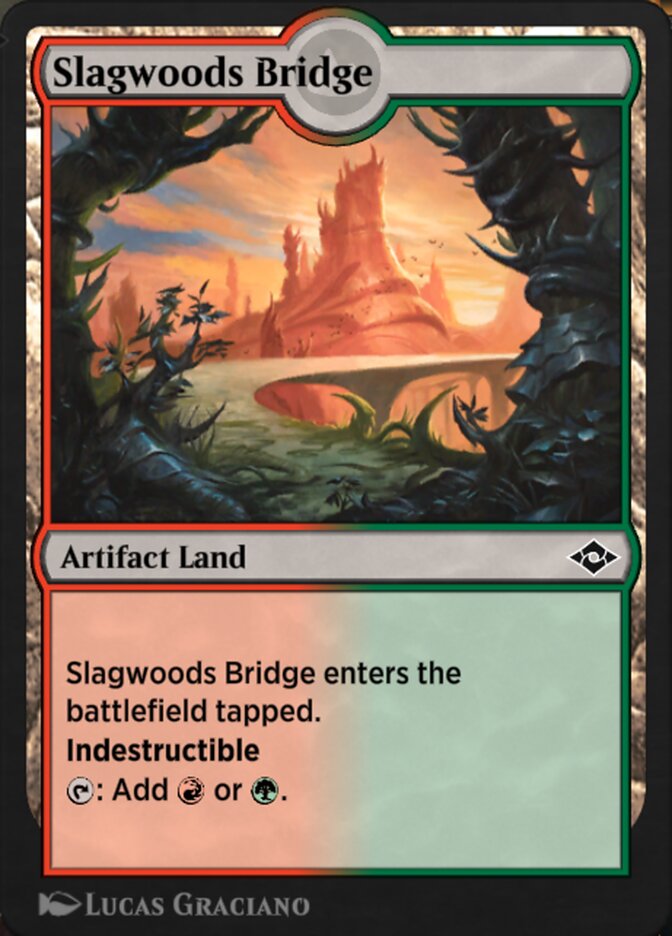 Slagwoods Bridge
Artifact Land
Slagwoods Bridge enters the
battlefield tapped.
Indestructible
: Add or .
Lucas Graciano